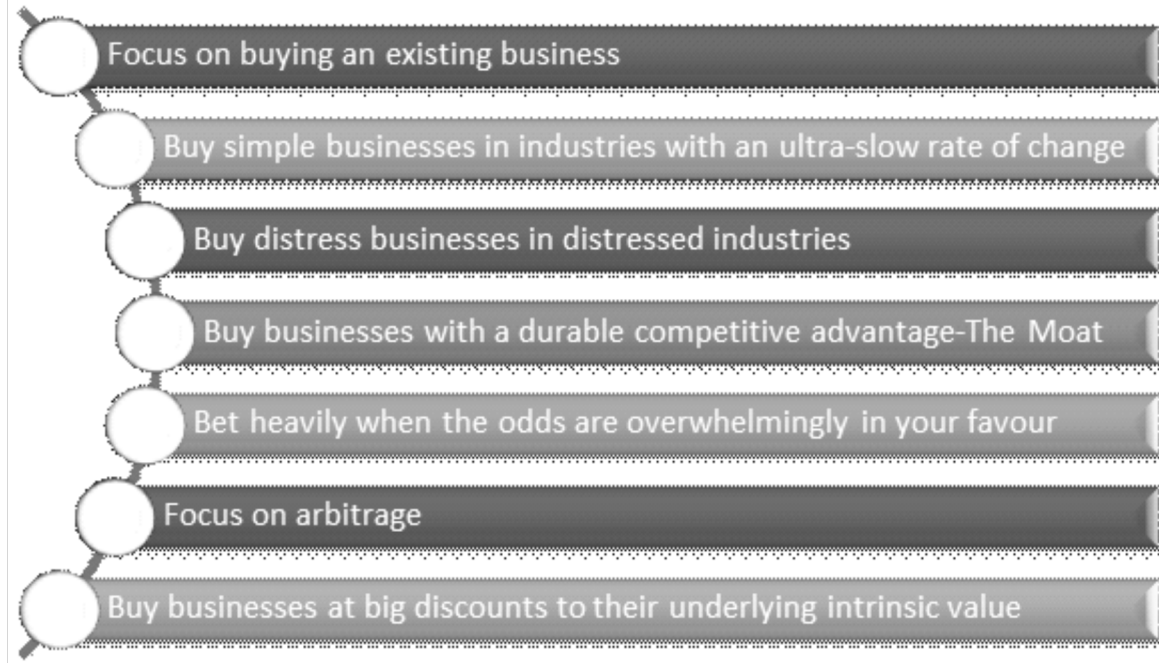 Focus on buying an existing business
Buy simple businesses in industries with an ultra-slow rate of change
Buy distress businesses in distressed industries
Buy businesses with a durable competitive advantage-The Moat
Bet heavily when the odds are overwhelmingly in your favour
Focus on arbitrage
Buy businesses at big discounts to their underlying intrinsic value